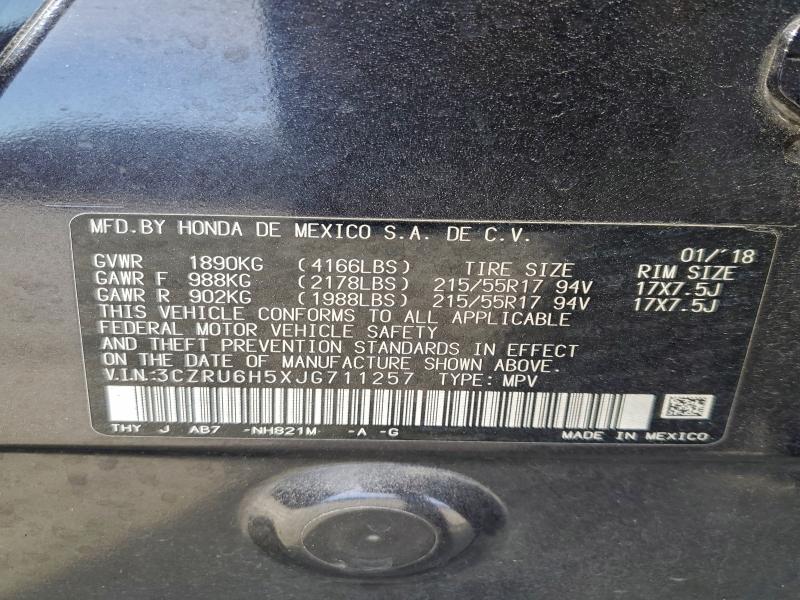 MFD.BY HONDA DE MEXICO S.A. DE C.V.
01/'18
GVWR 1890KG (4166LBS) TIRE SIZE RIM SIZE
GAWR F 988KG (2178LBS) 215/55R17 94V 17X7.5J
GAWR R 902KG (1988LBS) 215/55R17 94V 17X7.5J
THIS VEHICLE CONFORMS TO ALL APPLICABLE
FEDERAL MOTOR VEHICLE SAFETY
AND THEFT PREVENTION STANDARDS IN EFFECT
ON THE DATE OF MANUFACTURE SHOWN ABOVE.
V.I.N:3CZRU6H5XJG711257 TYPE: MPV
THY J AB7 -NH821M -A -G
MADE IN MEXICO